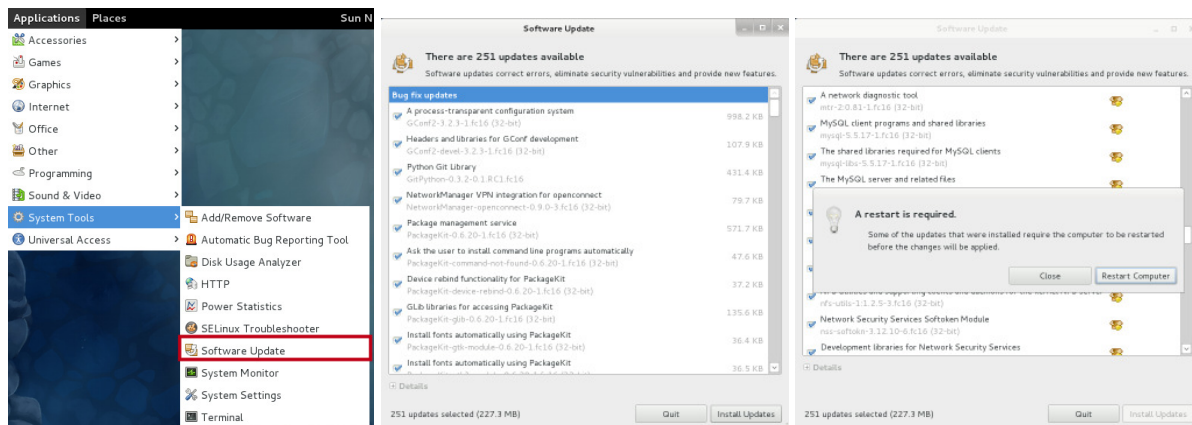 Applications Places Sun N
Accessories
Games
Graphics
Internet
Office
Other
Programming
Sound & Video
System Tools
Universal Access
Add/Remove Software
Automatic Bug Reporting Tool
Disk Usage Analyzer
HTTP
Power Statistics
SELinux Troubleshooter
Software Update
System Monitor
System Settings
Terminal
Software Update
There are 251 updates available
Software updates correct errors, eliminate security vulnerabilities and provide new features.
Bug fix updates
A process-transparent configuration system
GConf2-3.2.3-1.fc16 (32-bit) 998.2 KB
Headers and libraries for GConf development
GConf2-devel-3.2.3-1.fc16 (32-bit) 107.9 KB
Python Git Library
GitPython-0.3.2-0.1.RC1.fc16 431.4 KB
NetworkManager VPN integration for openconnect
NetworkManager-openconnect-0.9.0-3.fc16 (32-bit) 79.7 KB
Package management service
PackageKit-0.6.20-1.fc16 (32-bit) 571.7 KB
Ask the user to install command line programs automatically
PackageKit-command-not-found-0.6.20-1.fc16 (32-bit) 47.6 KB
Device rebind functionality for PackageKit
PackageKit-device-rebind-0.6.20-1.fc16 (32-bit) 37.2 KB
GLib libraries for accessing PackageKit
PackageKit-glib-0.6.20-1.fc16 (32-bit) 135.6 KB
Install fonts automatically using PackageKit
PackageKit-gtk-module-0.6.20-1.fc16 (32-bit) 36.4 KB
Install fonts automatically using PackageKit
36.5 KB
Details
251 updates selected (227.3 MB) Quit Install Updates
Software Update
There are 251 updates available
Software updates correct errors, eliminate security vulnerabilities and provide new features.
A network diagnostic tool
mtr-2:0.81-1.fc16 (32-bit)
MySQL client programs and shared libraries
mysql-5.5.17-1.fc16 (32-bit)
The shared libraries required for MySQL clients
mysql-libs-5.5.17-1.fc16 (32-bit)
The MySQL server and related files
A restart is required.
Some of the updates that were installed require the computer to be restarted
before the changes will be applied.
Close Restart Computer
nfs-utils-1:1.2.5-3.fc16 (32-bit)
Network Security Services Softoken Module
nss-softokn-3.12.10-6.fc16 (32-bit)
Development libraries for Network Security Services
Details
251 updates selected (227.3 MB) Quit Install Updates